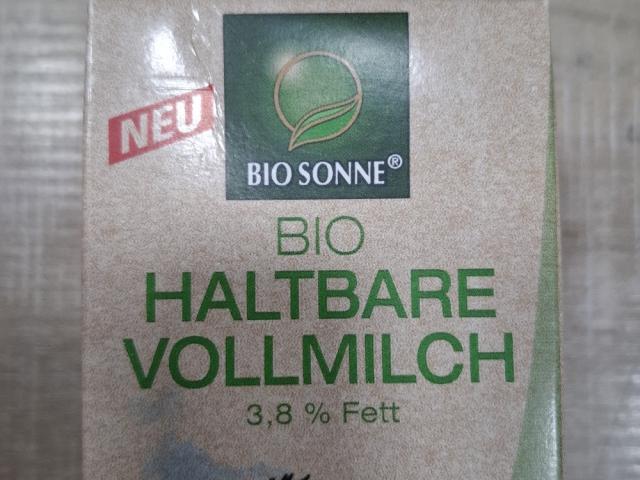 NEU
BIO SONNE®
BIO
HALTBARE
VOLLMILCH
3,8 % Fett